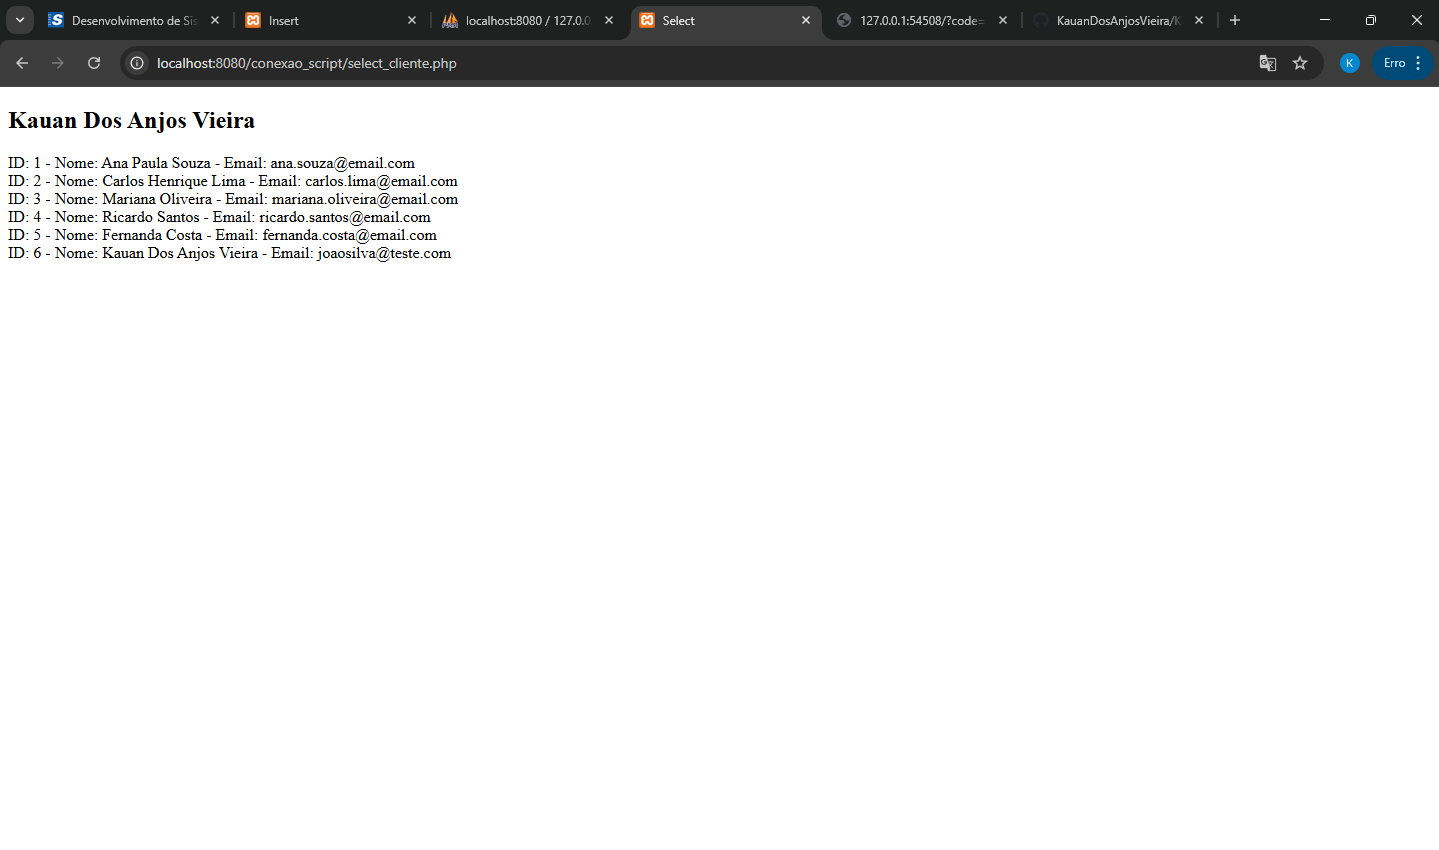 Desenvolvimento de Sis
Insert
localhost:8080 / 127.0.0
Select
127.0.0.1:54508/?code=
KauanDosAnjosVieira/K
localhost:8080/conexao_script/select_cliente.php
K
Erro
Kauan Dos Anjos Vieira
ID: 1 - Nome: Ana Paula Souza - Email: ana.souza@email.com
ID: 2 - Nome: Carlos Henrique Lima - Email: carlos.lima@email.com
ID: 3 - Nome: Mariana Oliveira - Email: mariana.oliveira@email.com
ID: 4 - Nome: Ricardo Santos - Email: ricardo.santos@email.com
ID: 5 - Nome: Fernanda Costa - Email: fernanda.costa@email.com
ID: 6 - Nome: Kauan Dos Anjos Vieira - Email: joaosilva@teste.com